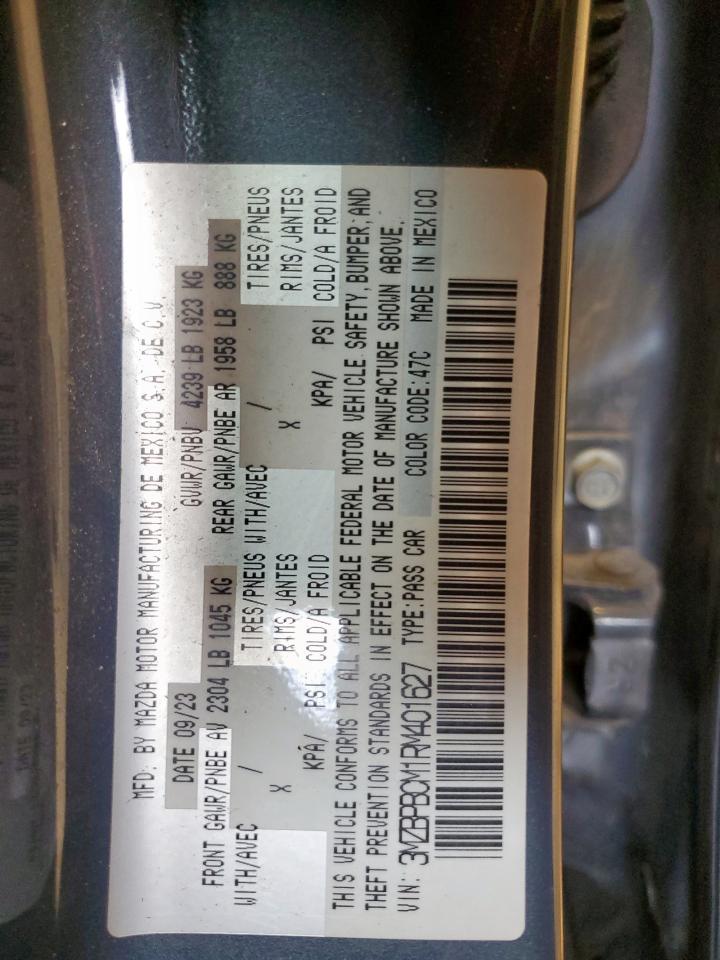 MFD. BY MAZDA MOTOR MANUFACTURING DE MEXICO S.A. DE C.V.
DATE 09/23 GVWR/PNBV 4239 LB 1923 KG
FRONT GAWR/PNBE AV 2304 LB 1045 KG REAR GAWR/PNBE AR 1958 LB 888 KG
WITH/AVEC / TIRES/PNEUS WITH/AVEC / TIRES/PNEUS
X RIMS/JANTES X RIMS/JANTES
KPA/ PSI COLD/A FROID KPA/ PSI COLD/A FROID
THIS VEHICLE CONFORMS TO ALL APPLICABLE FEDERAL MOTOR VEHICLE SAFETY, BUMPER, AND
THEFT PREVENTION STANDARDS IN EFFECT ON THE DATE OF MANUFACTURE SHOWN ABOVE.
VIN: 3MZBPBCM1RM401627 TYPE:PASS CAR COLOR CODE:47C MADE IN MEXICO